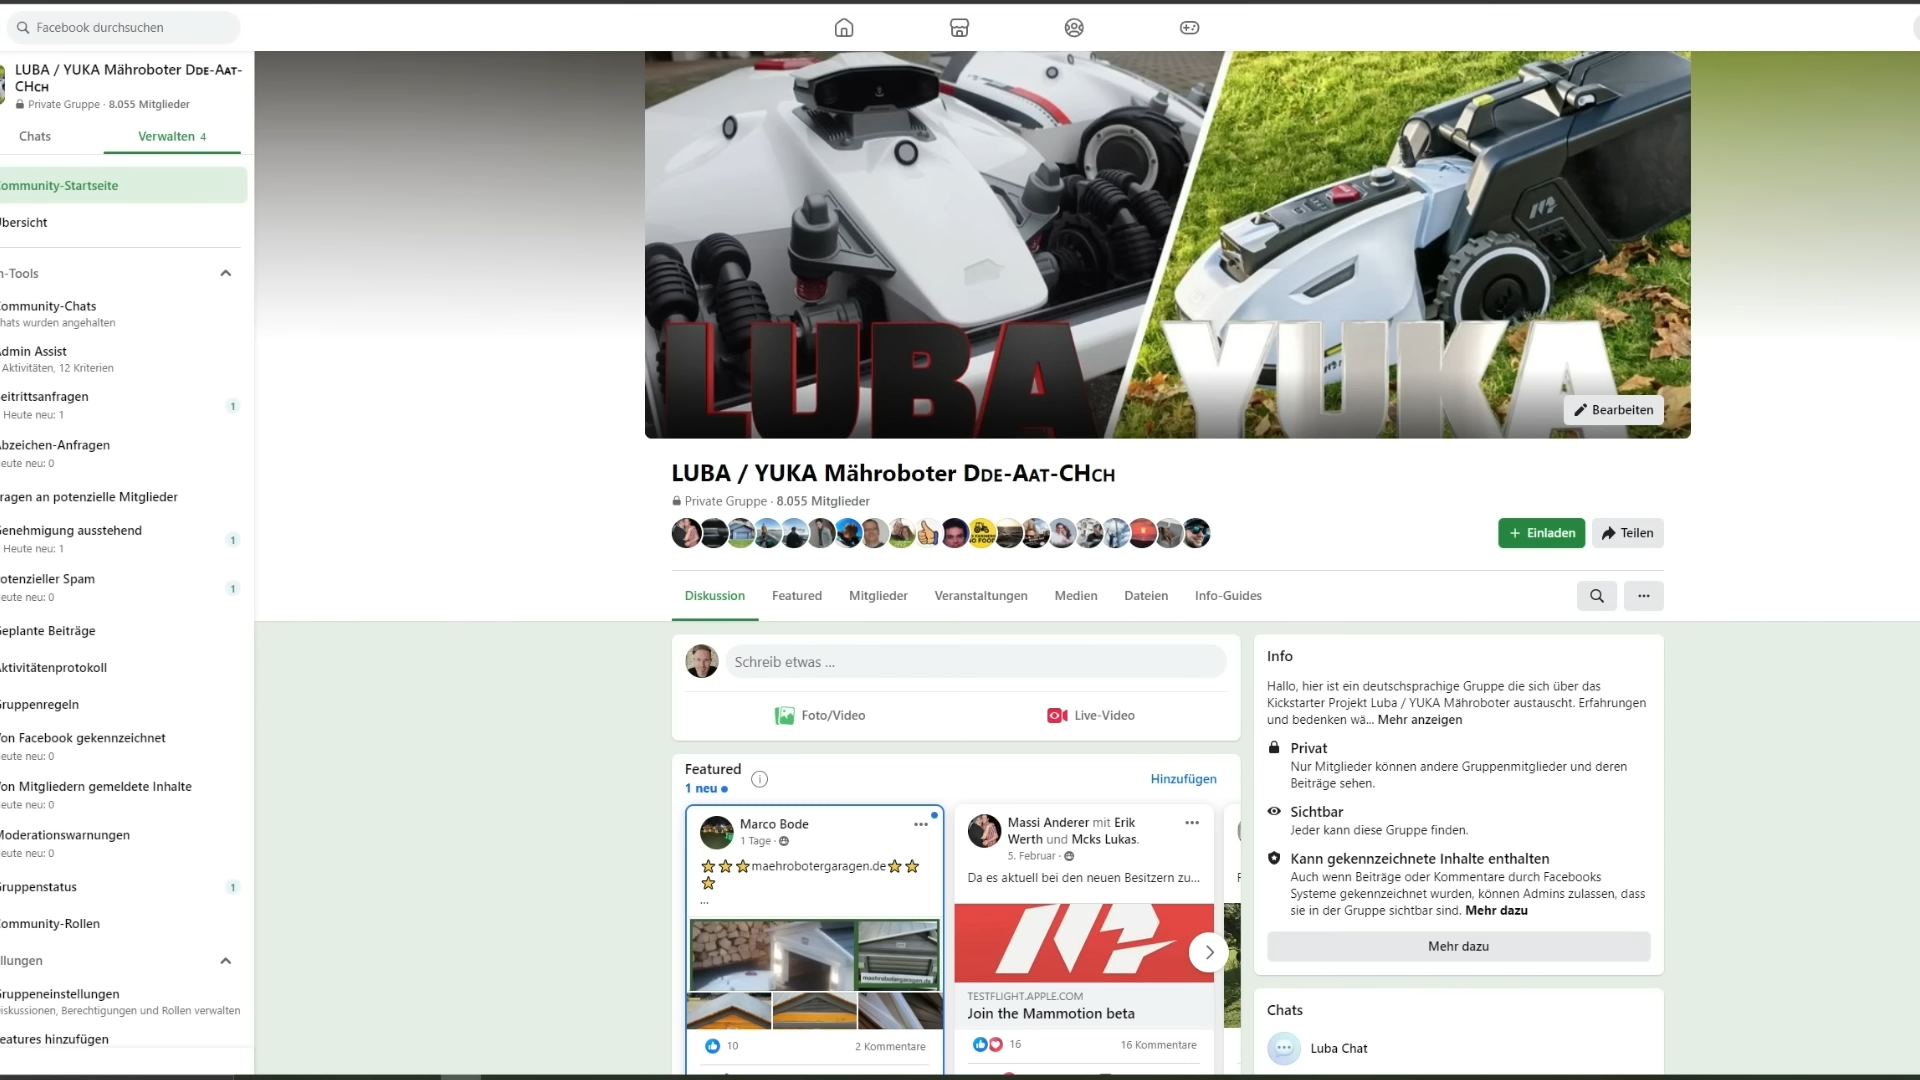 Facebook durchsuchen
LUBA / YUKA Mähroboter Dᴅᴇ-Aᴀᴛ-
CHᴄʜ
Private Gruppe · 8.055 Mitglieder
Chats
Verwalten 4
ommunity-Startseite
bersicht
n-Tools
ommunity-Chats
hats wurden angehalten
dmin Assist
Aktivitäten, 12 Kriterien
eitrittsanfragen
Heute neu: 1
1
bzeichen-Anfragen
eute neu: 0
ragen an potenzielle Mitglieder
enehmigung ausstehend
Heute neu: 1
1
otenzieller Spam
eute neu: 0
1
eplante Beiträge
ktivitätenprotokoll
ruppenregeln
on Facebook gekennzeichnet
eute neu: 0
on Mitgliedern gemeldete Inhalte
eute neu: 0
Moderationswarnungen
eute neu: 0
ruppenstatus
1
ommunity-Rollen
llungen
ruppeneinstellungen
iskussionen, Berechtigungen und Rollen verwalten
eatures hinzufügen
LUBA YUKA
Bearbeiten
LUBA / YUKA Mähroboter Dᴅᴇ-Aᴀᴛ-CHᴄʜ
Private Gruppe · 8.055 Mitglieder
Einladen
Teilen
Diskussion
Featured
Mitglieder
Veranstaltungen
Medien
Dateien
Info-Guides
Schreib etwas ...
Foto/Video
Live-Video
Featured
1 neu
Hinzufügen
Marco Bode
1 Tage ·
⭐⭐⭐maehrobotergaragen.de⭐⭐
⭐
...
maehrobotergaragen.de
10
2 Kommentare
Massi Anderer mit Erik
Werth und Mcks Lukas.
5. Februar ·
Da es aktuell bei den neuen Besitzern zu...
TESTFLIGHT.APPLE.COM
Join the Mammotion beta
16
16 Kommentare
Info
Hallo, hier ist ein deutschsprachige Gruppe die sich über das
Kickstarter Projekt Luba / YUKA Mähroboter austauscht. Erfahrungen
und bedenken wä... Mehr anzeigen
Privat
Nur Mitglieder können andere Gruppenmitglieder und deren
Beiträge sehen.
Sichtbar
Jeder kann diese Gruppe finden.
Kann gekennzeichnete Inhalte enthalten
Auch wenn Beiträge oder Kommentare durch Facebooks
Systeme gekennzeichnet wurden, können Admins zulassen, dass
sie in der Gruppe sichtbar sind. Mehr dazu
Mehr dazu
Chats
Luba Chat